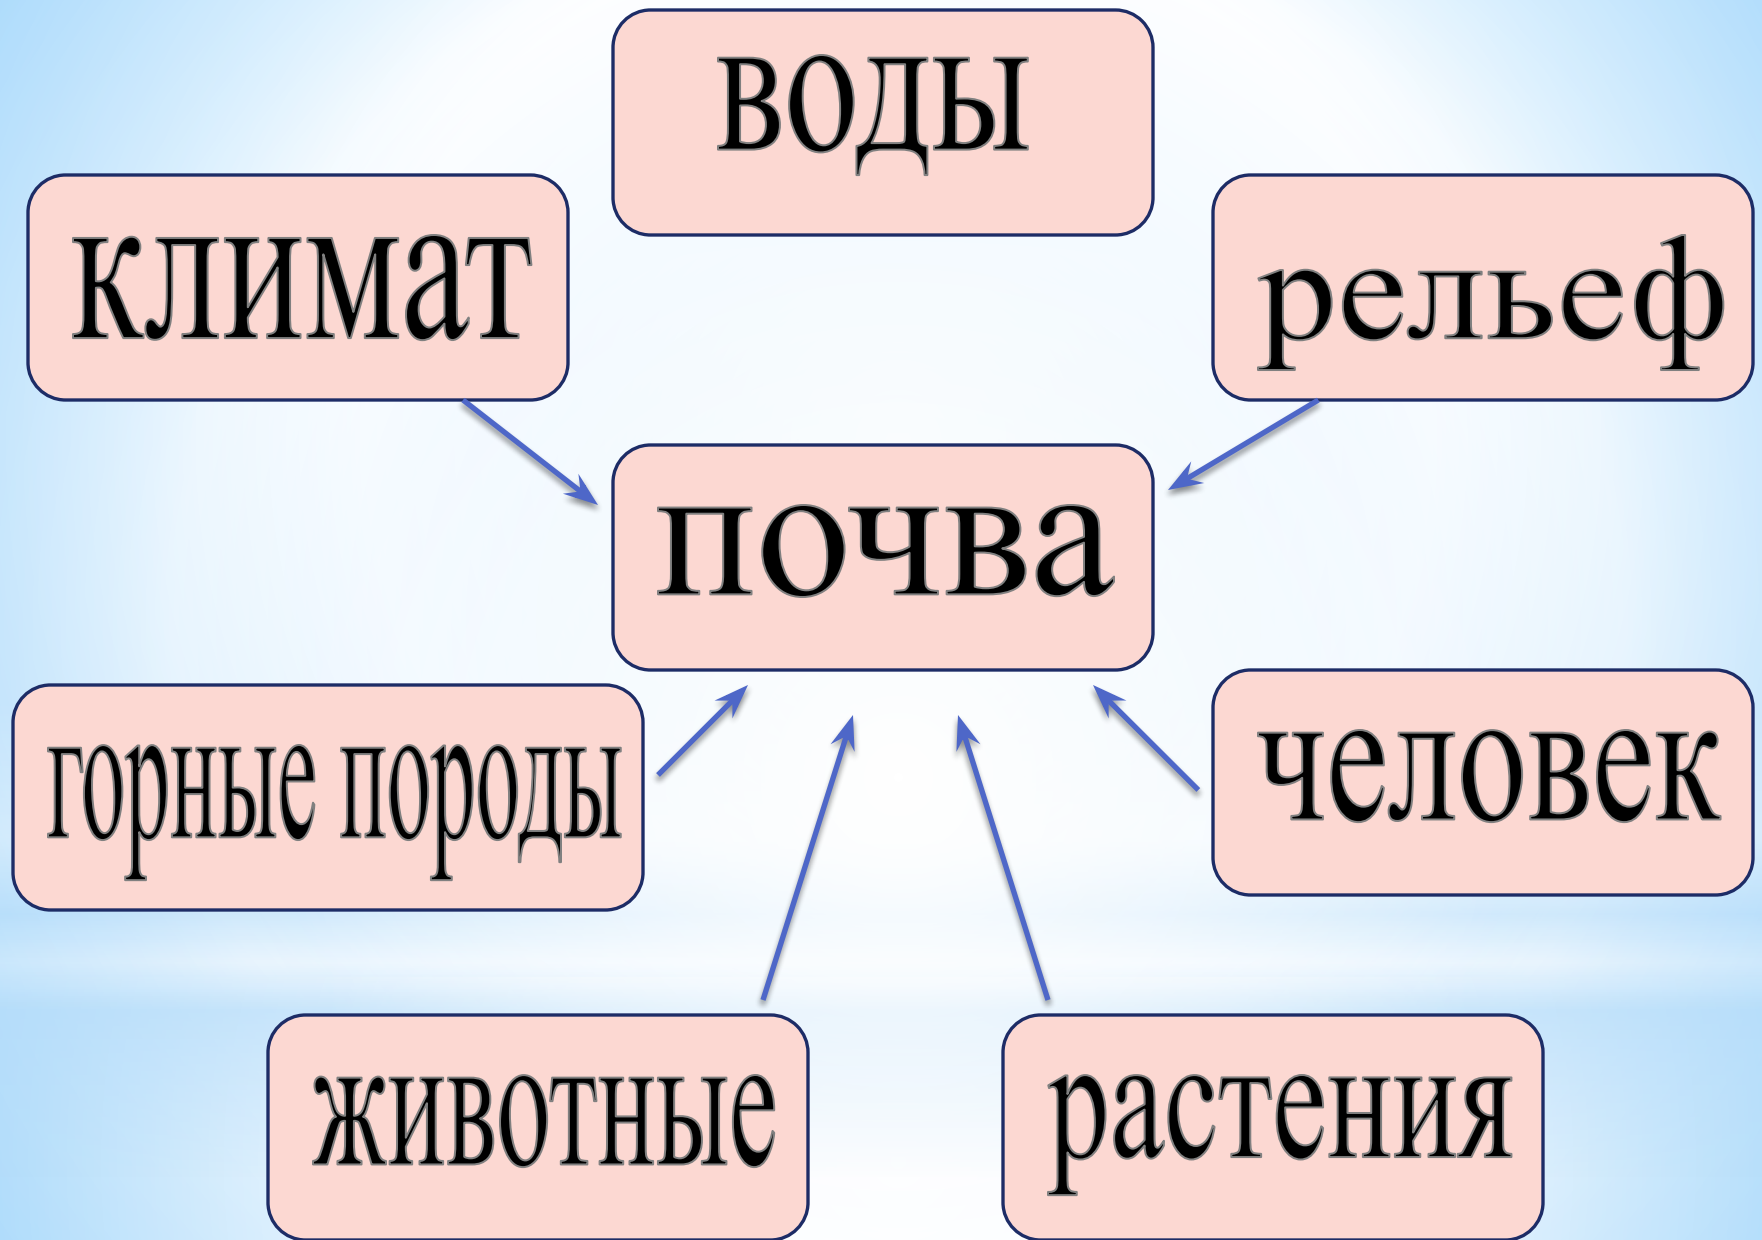 воды
климат
рельеф
почва
горные породы
человек
животные
растения